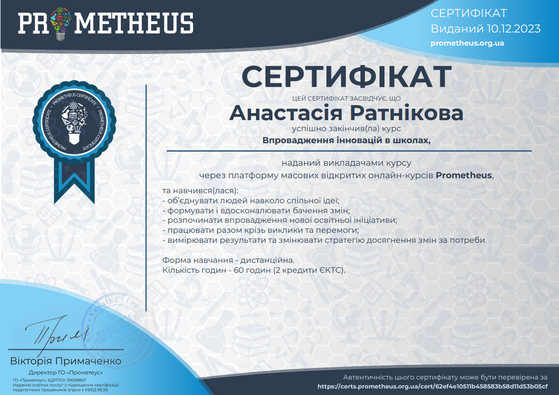 PROMETHEUS
СЕРТИФІКАТ
Виданий 10.12.2023
prometheus.org.ua
СЕРТИФІКАТ
ЦЕЙ СЕРТИФІКАТ ЗАСВІДЧУЄ, ЩО
Анастасія Ратнікова
успішно закінчив(ла) курс
Впровадження інновацій в школах,
наданий викладачами курсу
через платформу масових відкритих онлайн-курсів Prometheus,
та навчився(лася):
- об’єднувати людей навколо спільної ідеї;
- формувати і вдосконалювати бачення змін;
- розпочинати впровадження нової освітньої ініціативи;
- працювати разом крізь виклики та перемоги;
- вимірювати результати та змінювати стратегію досягнення змін за потреби.
Форма навчання - дистанційна.
Кількість годин - 60 годин (2 кредити ЄКТС).
Вікторія Примаченко
Директор ГО «Прометеус»
Автентичність цього сертифікату може бути перевірена за
https://certs.prometheus.org.ua/cert/62ef4e10511b458583b58d11d53b05cf